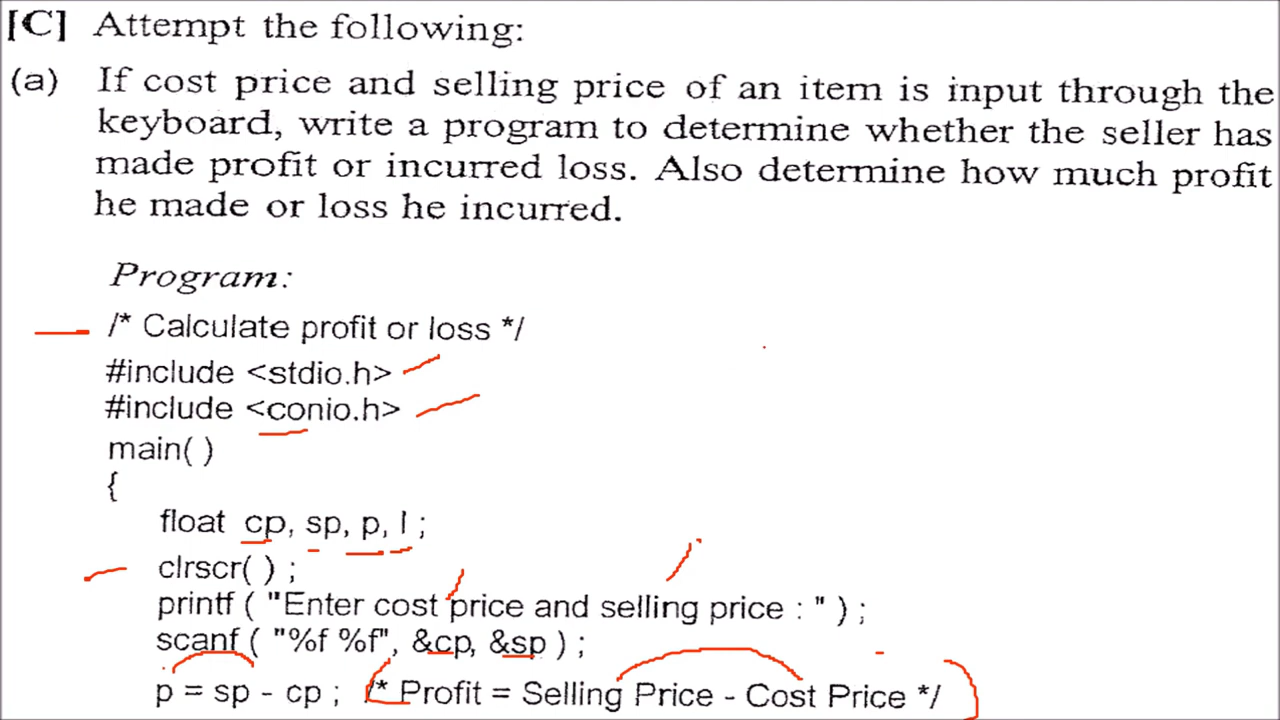 [C] Attempt the following:
(a) If cost price and selling price of an item is input through the
keyboard, write a program to determine whether the seller has
made profit or incurred loss. Also determine how much profit
he made or loss he incurred.
Program:
/* Calculate profit or loss */
#include <stdio.h>
#include <conio.h>
main( )
{
float cp, sp, p, l ;
clrscr( ) ;
printf ( "Enter cost price and selling price : " ) ;
scanf ( "%f %f", &cp, &sp ) ;
p = sp - cp ; /* Profit = Selling Price - Cost Price */